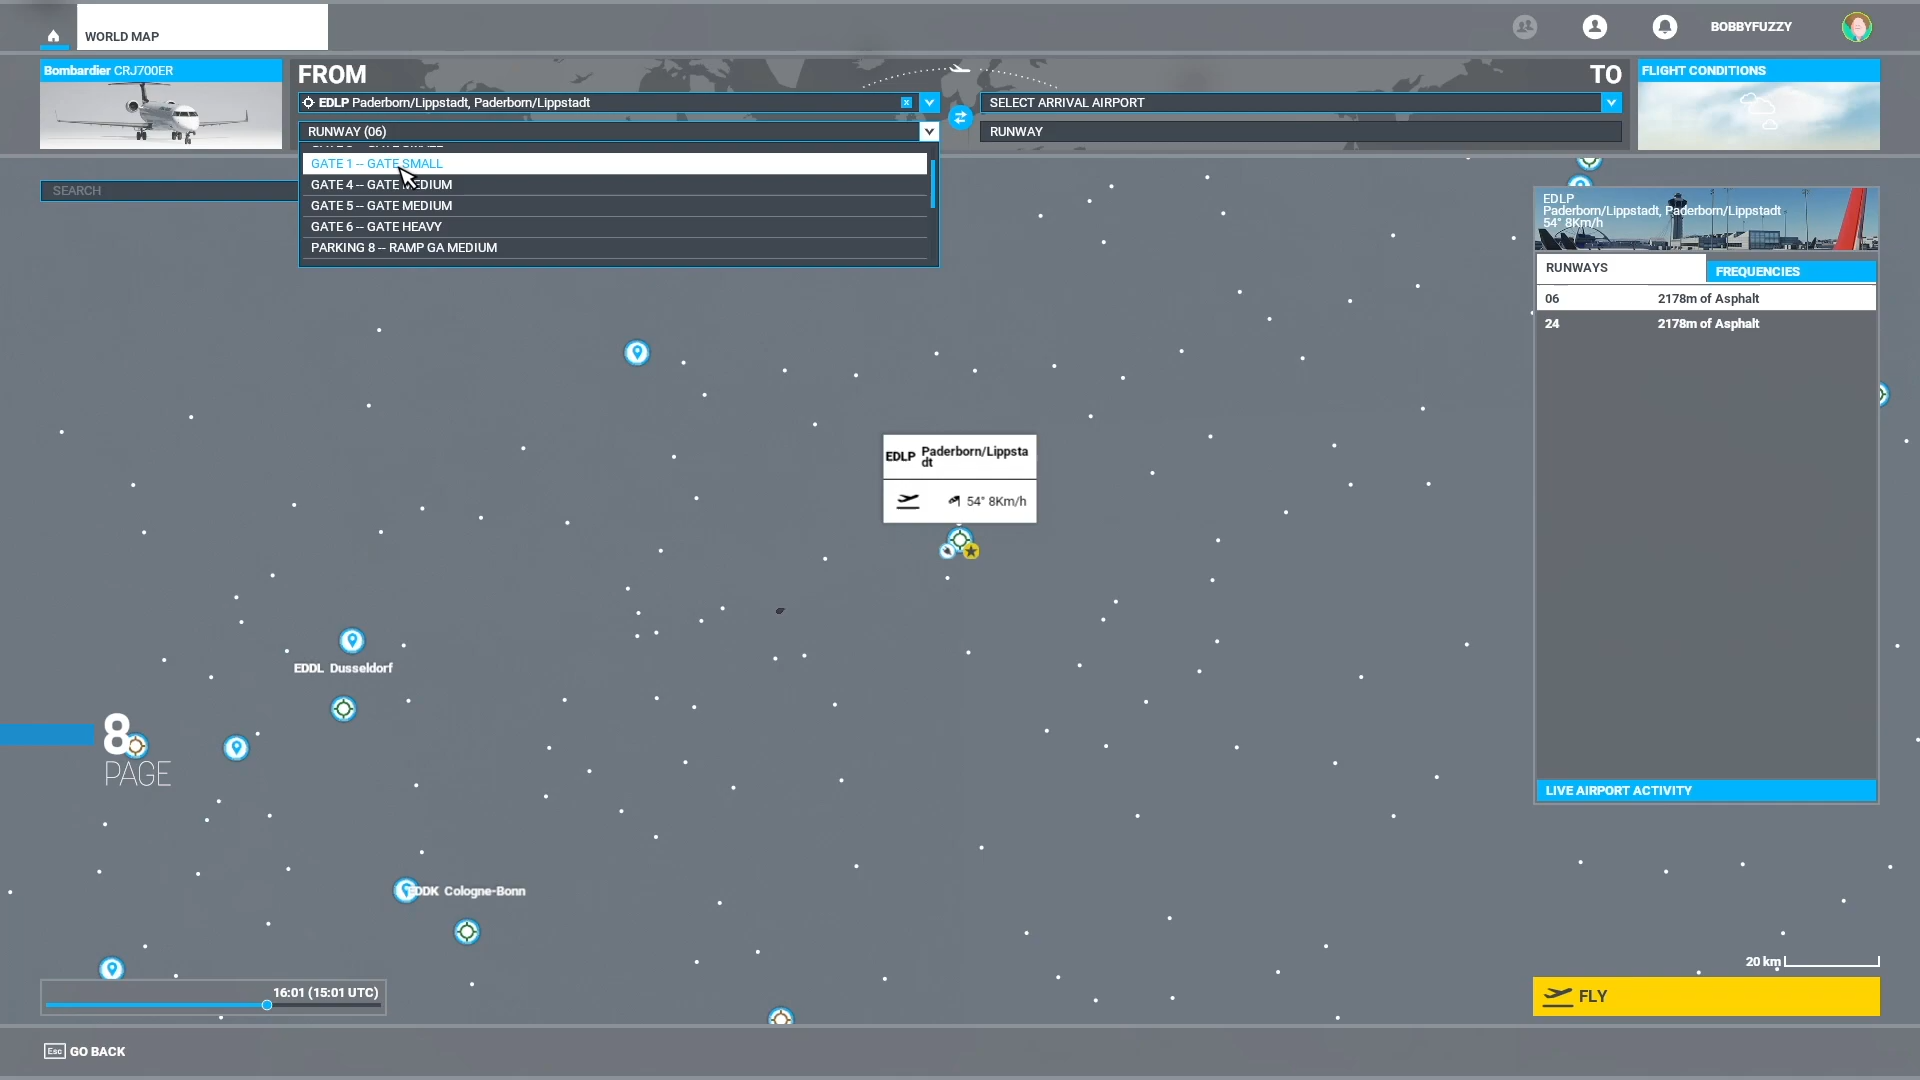 WORLD MAP
BOBBYFUZZY
Bombardier CRJ700ER
FROM
EDLP Paderborn/Lippstadt, Paderborn/Lippstadt
RUNWAY (06)
GATE 1 -- GATE SMALL
GATE 4 -- GATE MEDIUM
GATE 5 -- GATE MEDIUM
GATE 6 -- GATE HEAVY
PARKING 8 -- RAMP GA MEDIUM
TO
SELECT ARRIVAL AIRPORT
RUNWAY
FLIGHT CONDITIONS
SEARCH
EDLP
Paderborn/Lippstadt, Paderborn/Lippstadt
54° 8Km/h
RUNWAYS
FREQUENCIES
06 2178m of Asphalt
24 2178m of Asphalt
LIVE AIRPORT ACTIVITY
EDLP Paderborn/Lippsta
dt
54° 8Km/h
EDDL Dusseldorf
8
PAGE
EDDK Cologne-Bonn
16:01 (15:01 UTC)
20 km
FLY
Esc GO BACK